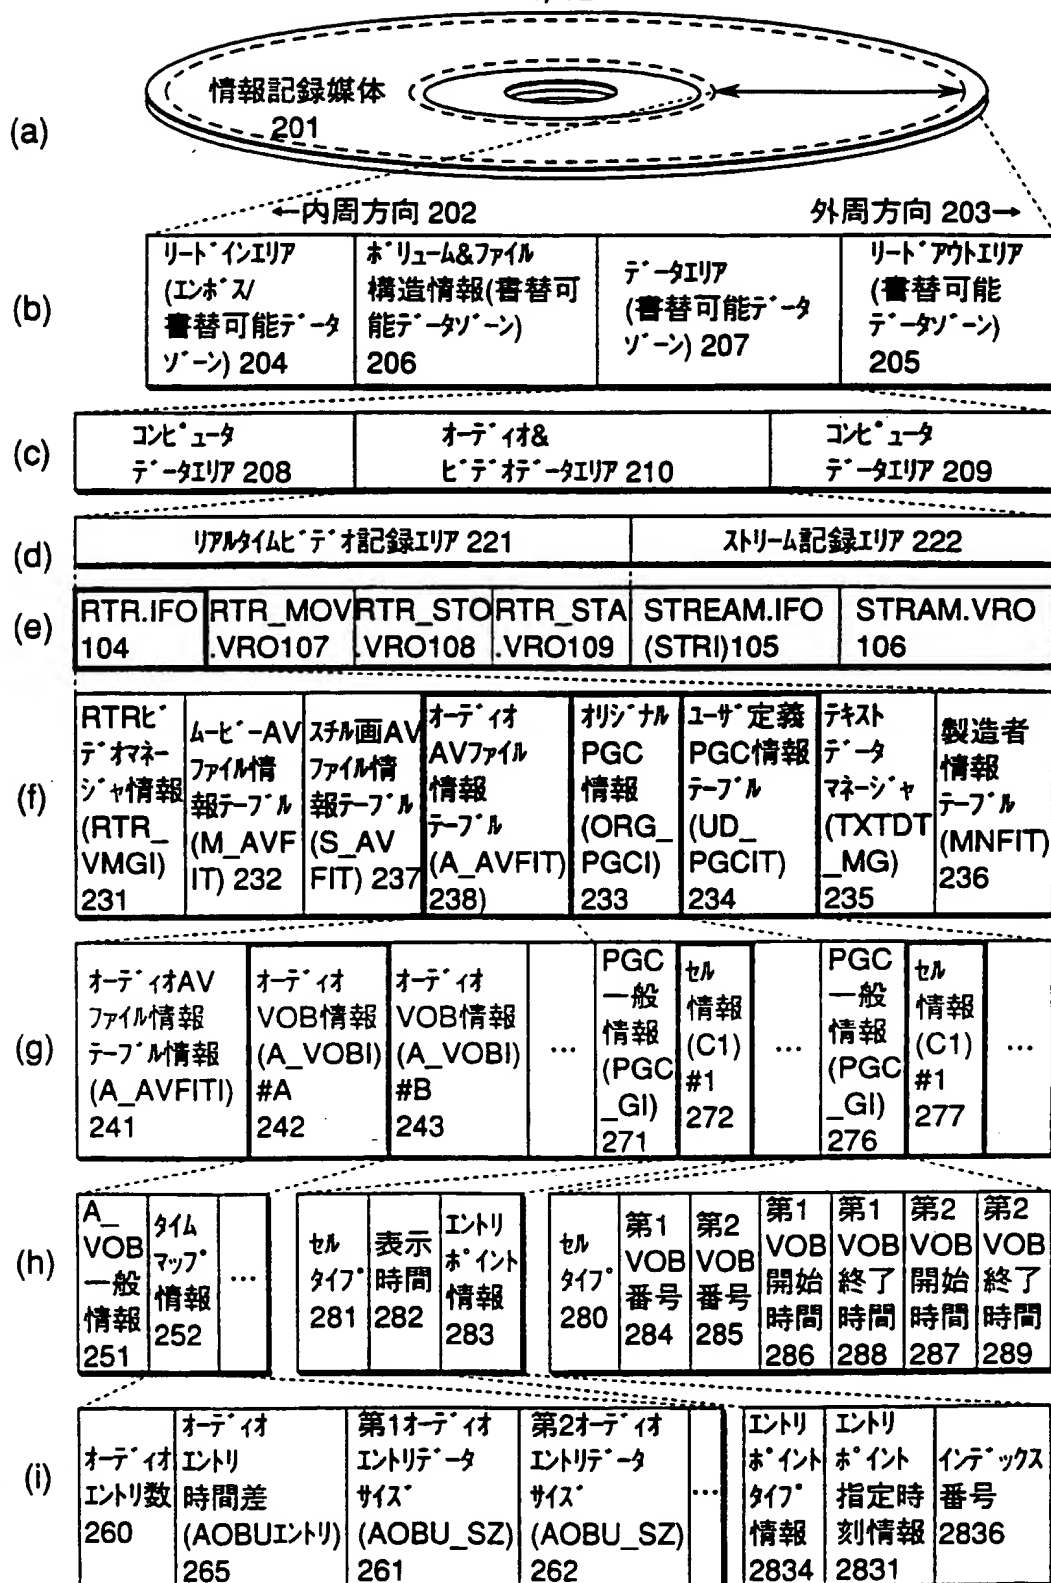 (a)
情報記録媒体
201
←内周方向 202
外周方向 203→
(b)
リードインエリア
(エンボス/
書替可能データ
ゾーン) 204
ボリューム&ファイル
構造情報(書替可
能データゾーン)
206
データエリア
(書替可能データ
ゾーン) 207
リードアウトエリア
(書替可能
データゾーン)
205
(c)
コンピュータ
データエリア 208
オーディオ&
ビデオデータエリア 210
コンピュータ
データエリア 209
(d)
リアルタイムビデオ記録エリア 221
ストリーム記録エリア 222
(e)
RTR.IFO
104
RTR_MOV
.VRO107
RTR_STO
.VRO108
RTR_STA
.VRO109
STREAM.IFO
(STRI)105
STRAM.VRO
106
(f)
RTRビ
デオマネー
ジャ情報
(RTR_
VMGI)
231
ムービーAV
ファイル情
報テーブル
(M_AVF
IT) 232
スチル画AV
ファイル情
報テーブル
(S_AV
FIT) 237
オーディオ
AVファイル
情報
テーブル
(A_AVFIT)
238)
オリジナル
PGC
情報
(ORG_
PGCI)
233
ユーザ定義
PGC情報
テーブル
(UD_
PGCIT)
234
テキスト
データ
マネージャ
(TXTDT
_MG)
235
製造者
情報
テーブル
(MNFIT)
236
(g)
オーディオAV
ファイル情報
テーブル情報
(A_AVFITI)
241
オーディオ
VOB情報
(A_VOBI)
#A
242
オーディオ
VOB情報
(A_VOBI)
#B
243
…
PGC
一般
情報
(PGC
_GI)
271
セル
情報
(C1)
#1
272
…
PGC
一般
情報
(PGC
_GI)
276
セル
情報
(C1)
#1
277
…
(h)
A_
VOB
一般
情報
251
タイム
マップ
情報
252
…
セル
タイプ
281
表示
時間
282
エントリ
ポイント
情報
283
セル
タイプ
280
第1
VOB
番号
284
第2
VOB
番号
285
第1
VOB
開始
時間
286
第1
VOB
終了
時間
288
第2
VOB
開始
時間
287
第2
VOB
終了
時間
289
(i)
オーディオ
エントリ数
260
オーディオ
エントリ
時間差
(AOBUエントリ)
265
第1オーディオ
エントリデータ
サイズ
(AOBU_SZ)
261
第2オーディオ
エントリデータ
サイズ
(AOBU_SZ)
262
…
エントリ
ポイント
タイプ
情報
2834
エントリ
ポイント
指定時
刻情報
2831
インデックス
番号
2836